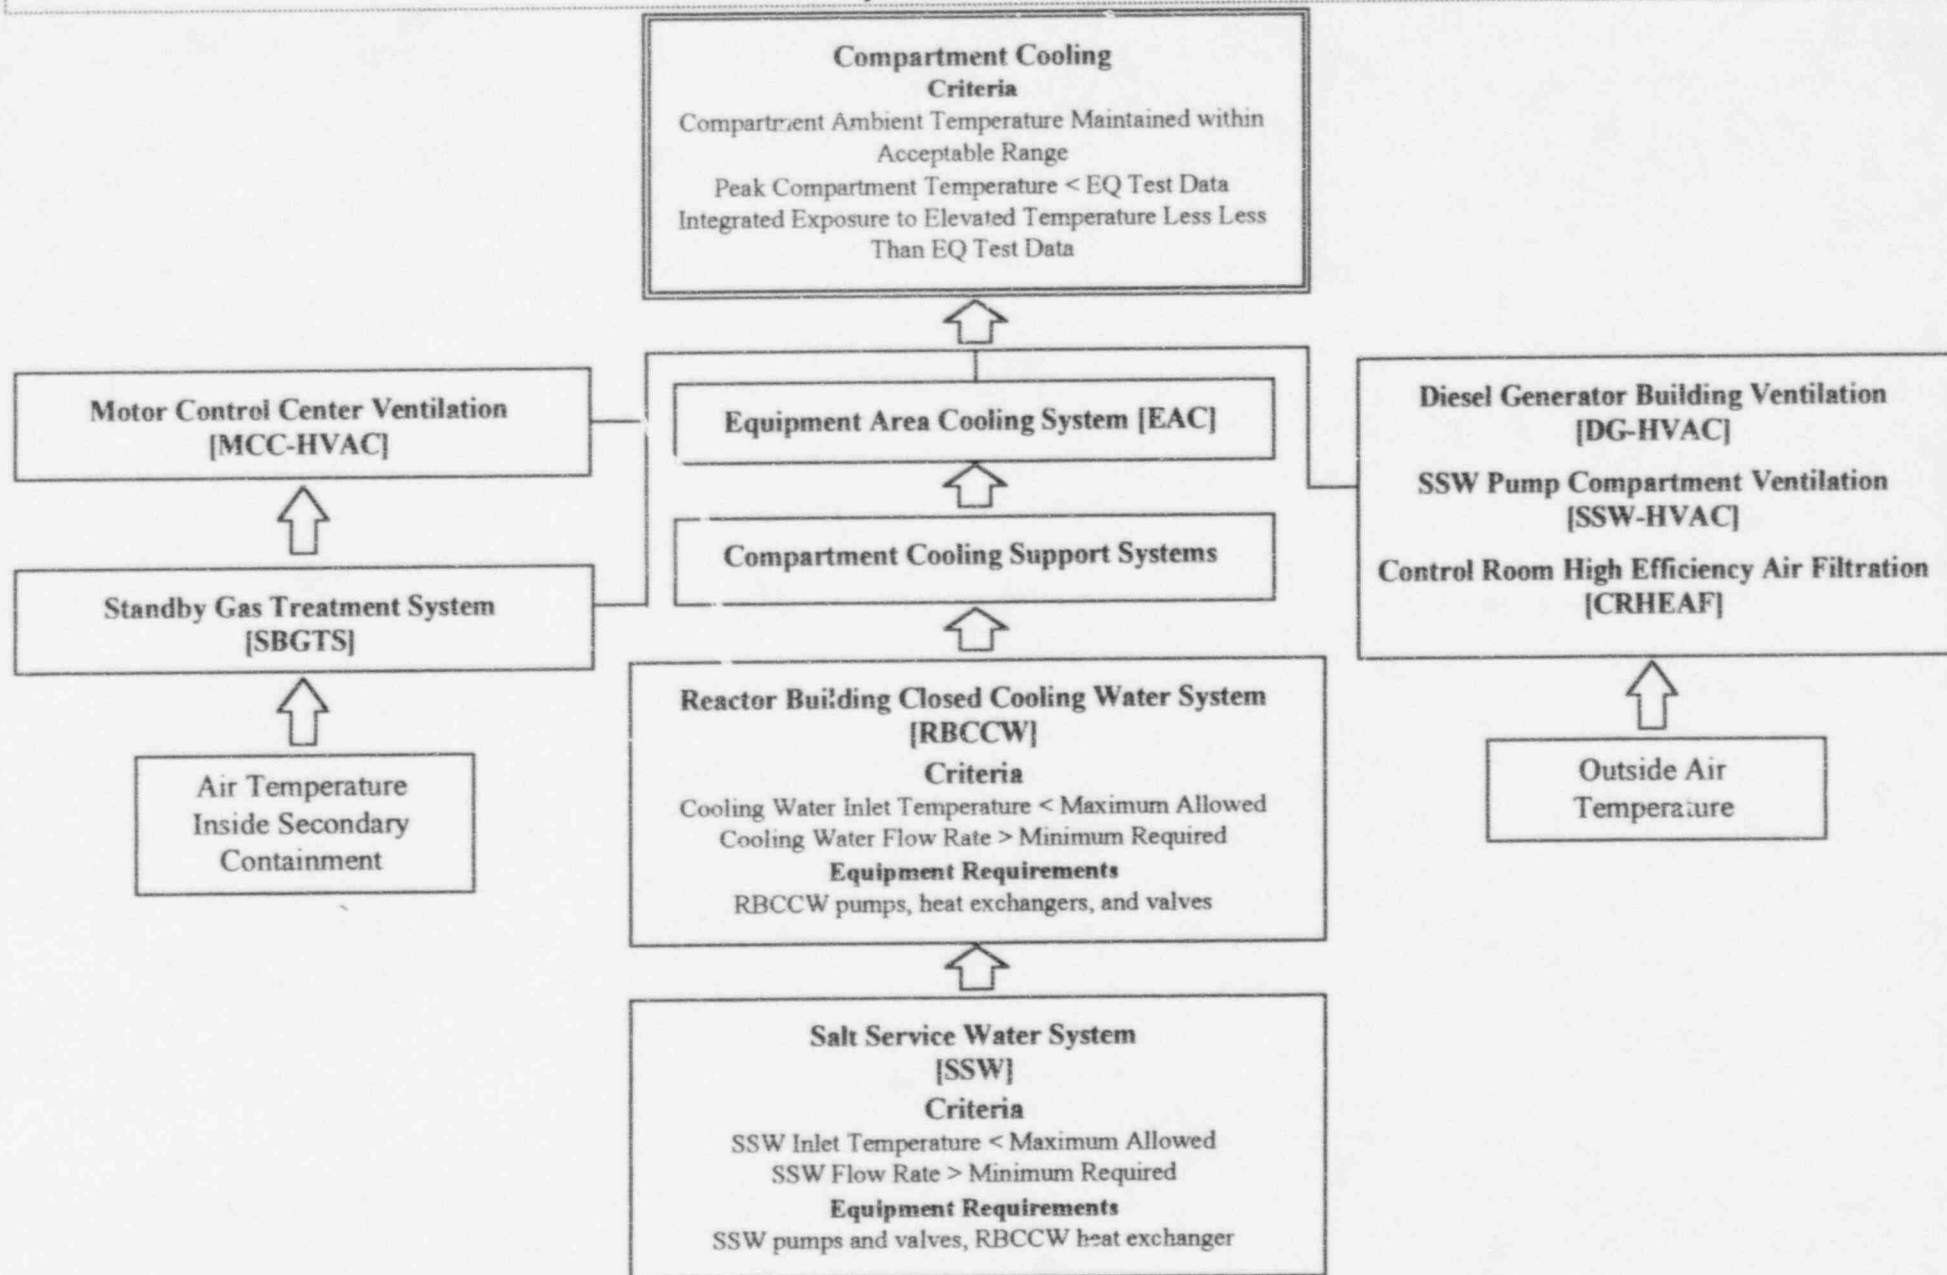 Compartment Cooling
Criteria
Compartment Ambient Temperature Maintained within
Acceptable Range
Peak Compartment Temperature < EQ Test Data
Integrated Exposure to Elevated Temperature Less Less
Than EQ Test Data
Motor Control Center Ventilation
[MCC-HVAC]
Equipment Area Cooling System [EAC]
Diesel Generator Building Ventilation
[DG-HVAC]
SSW Pump Compartment Ventilation
[SSW-HVAC]
Control Room High Efficiency Air Filtration
[CRHEAF]
Compartment Cooling Support Systems
Standby Gas Treatment System
[SBGTS]
Reactor Building Closed Cooling Water System
[RBCCW]
Criteria
Cooling Water Inlet Temperature < Maximum Allowed
Cooling Water Flow Rate > Minimum Required
Equipment Requirements
RBCCW pumps, heat exchangers, and valves
Air Temperature
Inside Secondary
Containment
Outside Air
Temperature
Salt Service Water System
[SSW]
Criteria
SSW Inlet Temperature < Maximum Allowed
SSW Flow Rate > Minimum Required
Equipment Requirements
SSW pumps and valves, RBCCW heat exchanger